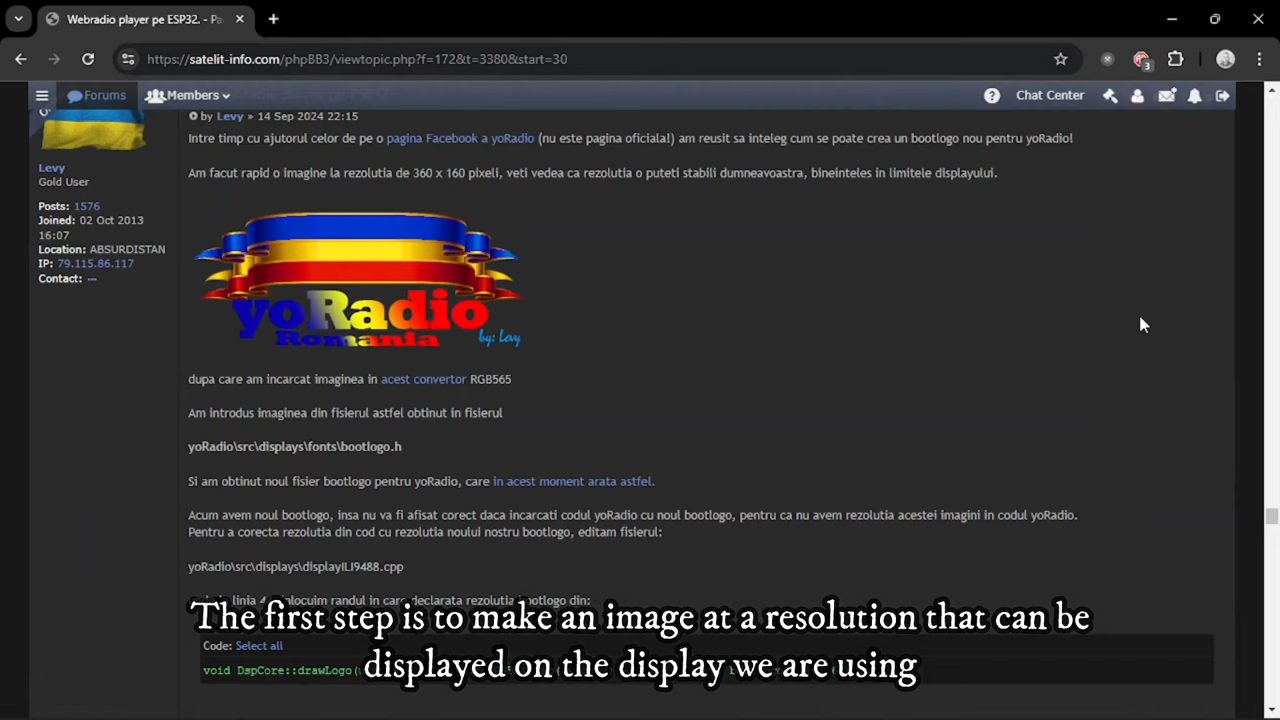 Webradio player pe ESP32. - Pa
https://satelit-info.com/phpBB3/viewtopic.php?f=172&t=3380&start=30
3
Forums
Members
Chat Center
by Levy » 14 Sep 2024 22:15
Intre timp cu ajutorul celor de pe o pagina Facebook a yoRadio (nu este pagina oficiala!) am reusit sa inteleg cum se poate crea un bootlogo nou pentru yoRadio!
Levy
Gold User
Am facut rapid o imagine la rezolutia de 360 x 160 pixeli, veti vedea ca rezolutia o puteti stabili dumneavoastra, bineinteles in limitele displayului.
Posts: 1576
Joined: 02 Oct 2013
16:07
Location: ABSURDISTAN
IP: 79.115.86.117
Contact:
yoRadio
Romania
by: Levy
dupa care am incarcat imaginea in acest convertor RGB565
Am introdus imaginea din fisierul astfel obtinut in fisierul
yoRadio\src\displays\fonts\bootlogo.h
Si am obtinut noul fisier bootlogo pentru yoRadio, care in acest moment arata astfel.
Acum avem noul bootlogo, insa nu va fi afisat corect daca incarcati codul yoRadio cu noul bootlogo, pentru ca nu avem rezolutia acestei imagini in codul yoRadio.
Pentru a corecta rezolutia din cod cu rezolutia noului nostru bootlogo, editam fisierul:
yoRadio\src\displays\displayILI9488.cpp
linia inlocuim randul in care declarata rezolutia bootlogo din:
The first step is to make an image at a resolution that can be
displayed on the display we are using
Code: Select all
void DspCore::drawLogo(